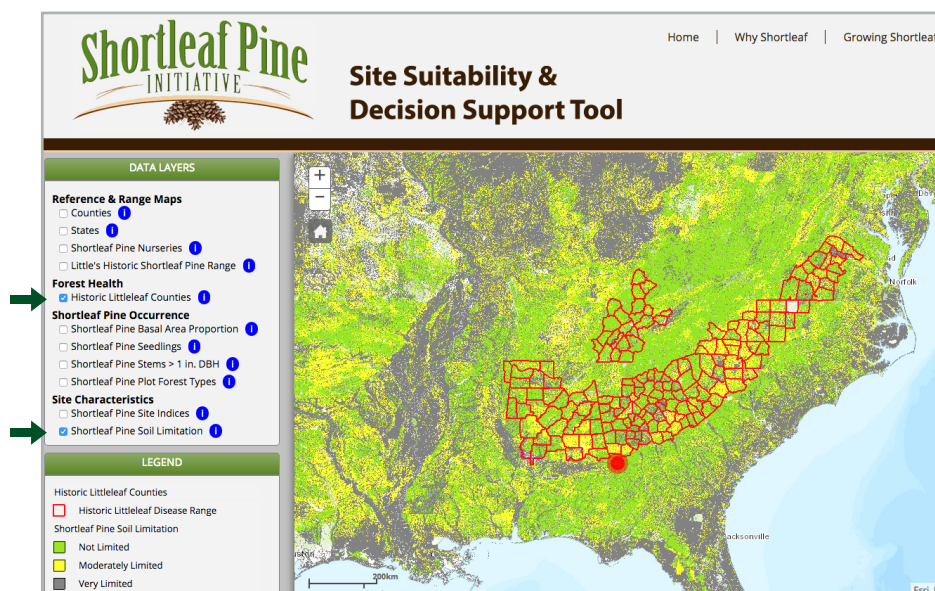 Shortleaf Pine
INITIATIVE
Home | Why Shortleaf | Growing Shortleaf
Site Suitability &
Decision Support Tool
DATA LAYERS
Reference & Range Maps
Counties i
States i
Shortleaf Pine Nurseries i
Little's Historic Shortleaf Pine Range i
Forest Health
Historic Littleleaf Counties i
Shortleaf Pine Occurrence
Shortleaf Pine Basal Area Proportion i
Shortleaf Pine Seedlings i
Shortleaf Pine Stems > 1 in. DBH i
Shortleaf Pine Plot Forest Types i
Site Characteristics
Shortleaf Pine Site Indices i
Shortleaf Pine Soil Limitation i
LEGEND
Historic Littleleaf Counties
Historic Littleleaf Disease Range
Shortleaf Pine Soil Limitation
Not Limited
Moderately Limited
Very Limited
+
−
Norfolk
acksonville
200km
Esri,